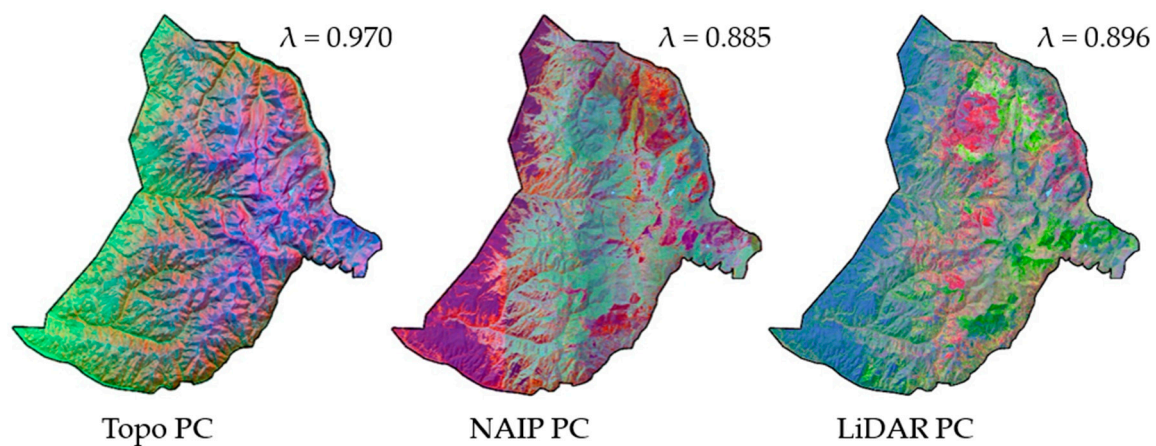 λ = 0.970
λ = 0.885
λ = 0.896
Topo PC
NAIP PC
LiDAR PC